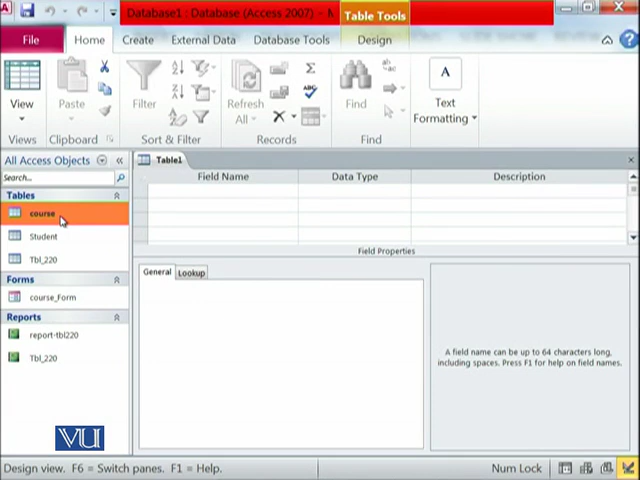 Database1 : Database (Access 2007) - M
Table Tools
File
Home
Create
External Data
Database Tools
Design
View
Paste
Filter
Refresh
All
Find
Text
Formatting
Views
Clipboard
Sort & Filter
Records
Find
All Access Objects
Search...
Tables
course
Student
Tbl_220
Forms
course_Form
Reports
report-tbl220
Tbl_220
Table1
Field Name
Data Type
Description
Field Properties
General
Lookup
A field name can be up to 64 characters long,
including spaces. Press F1 for help on field names.
VU
Design view. F6 = Switch panes. F1 = Help.
Num Lock